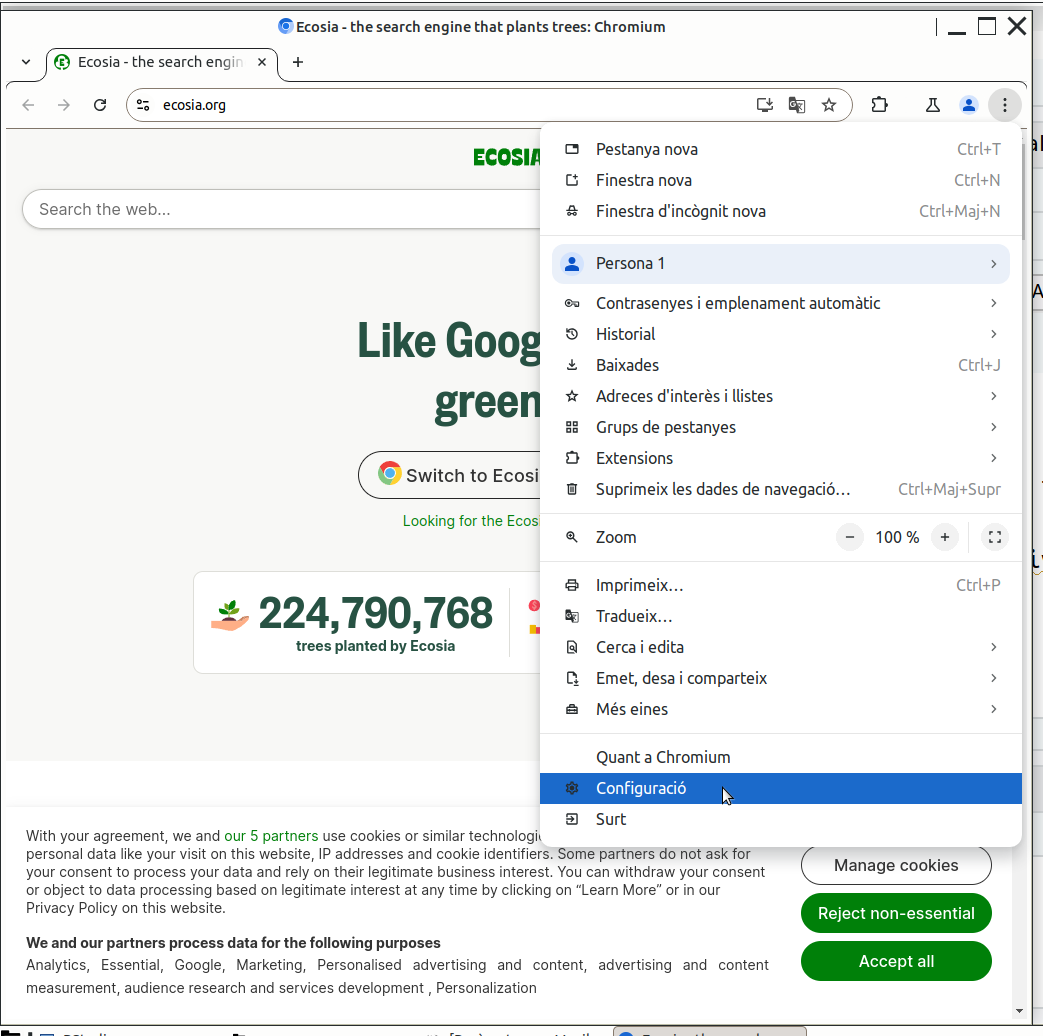 Ecosia - the search engine that plants trees: Chromium
Ecosia - the search engin
ecosia.org
ECOSIA
Search the web...
Like Goog
green
Switch to Ecosi
Looking for the Ecos
224,790,768
trees planted by Ecosia
Pestanya nova Ctrl+T
Finestra nova Ctrl+N
Finestra d'incògnit nova Ctrl+Maj+N
Persona 1
Contrasenyes i emplenament automàtic
Historial
Baixades Ctrl+J
Adreces d'interès i llistes
Grups de pestanyes
Extensions
Suprimeix les dades de navegació… Ctrl+Maj+Supr
Zoom 100 %
Imprimeix… Ctrl+P
Tradueix…
Cerca i edita
Emet, desa i comparteix
Més eines
Quant a Chromium
Configuració
Surt
With your agreement, we and our 5 partners use cookies or similar technologi
personal data like your visit on this website, IP addresses and cookie identifiers. Some partners do not ask for
your consent to process your data and rely on their legitimate business interest. You can withdraw your consent
or object to data processing based on legitimate interest at any time by clicking on “Learn More” or in our
Privacy Policy on this website.
We and our partners process data for the following purposes
Analytics, Essential, Google, Marketing, Personalised advertising and content, advertising and content
measurement, audience research and services development , Personalization
Manage cookies
Reject non-essential
Accept all